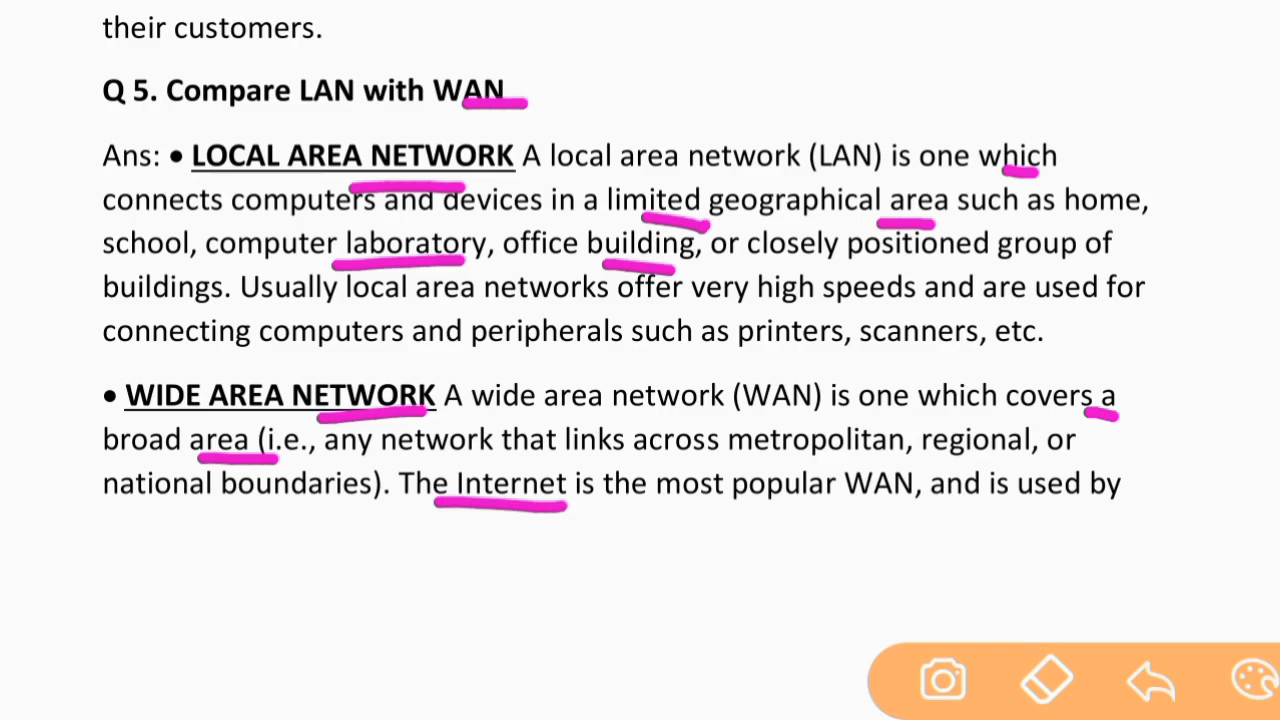 their customers.
Q 5. Compare LAN with WAN
Ans: • LOCAL AREA NETWORK A local area network (LAN) is one which
connects computers and devices in a limited geographical area such as home,
school, computer laboratory, office building, or closely positioned group of
buildings. Usually local area networks offer very high speeds and are used for
connecting computers and peripherals such as printers, scanners, etc.
• WIDE AREA NETWORK A wide area network (WAN) is one which covers a
broad area (i.e., any network that links across metropolitan, regional, or
national boundaries). The Internet is the most popular WAN, and is used by